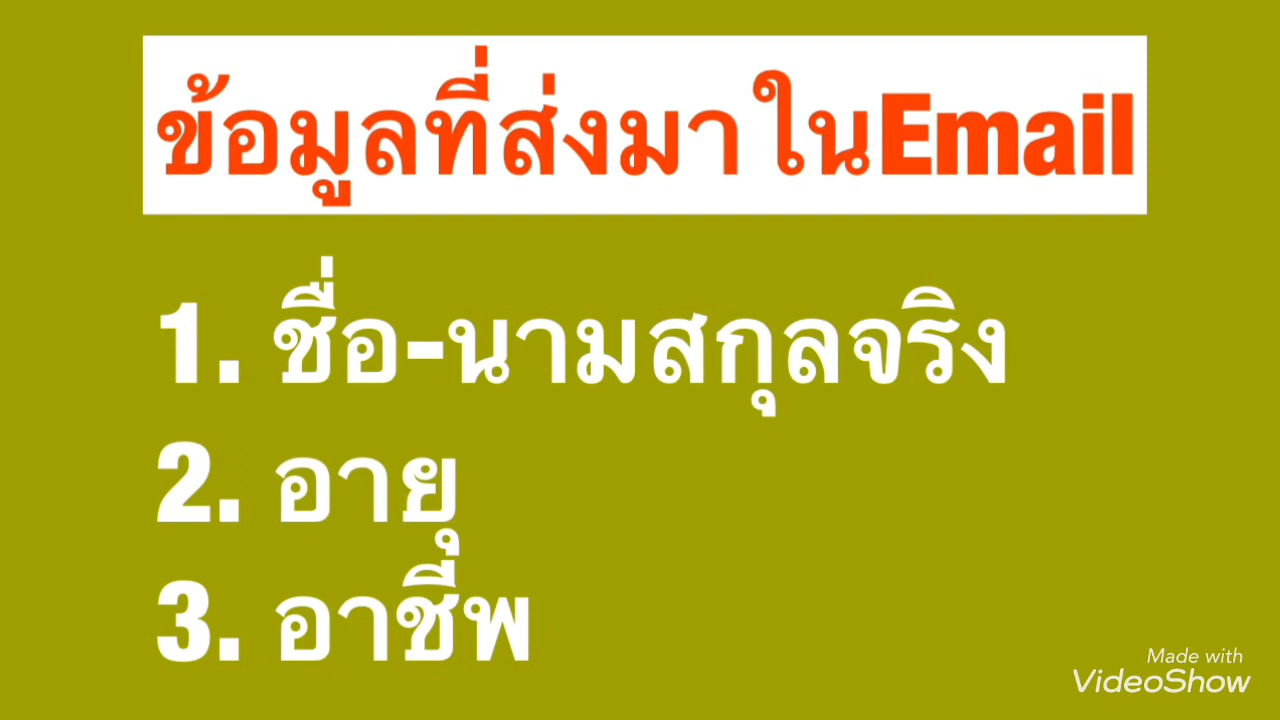 ข้อมูลที่ส่งมาในEmail
1. ชื่อ-นามสกุลจริง
2. อายุ
3. อาชีพ
Made with
VideoShow